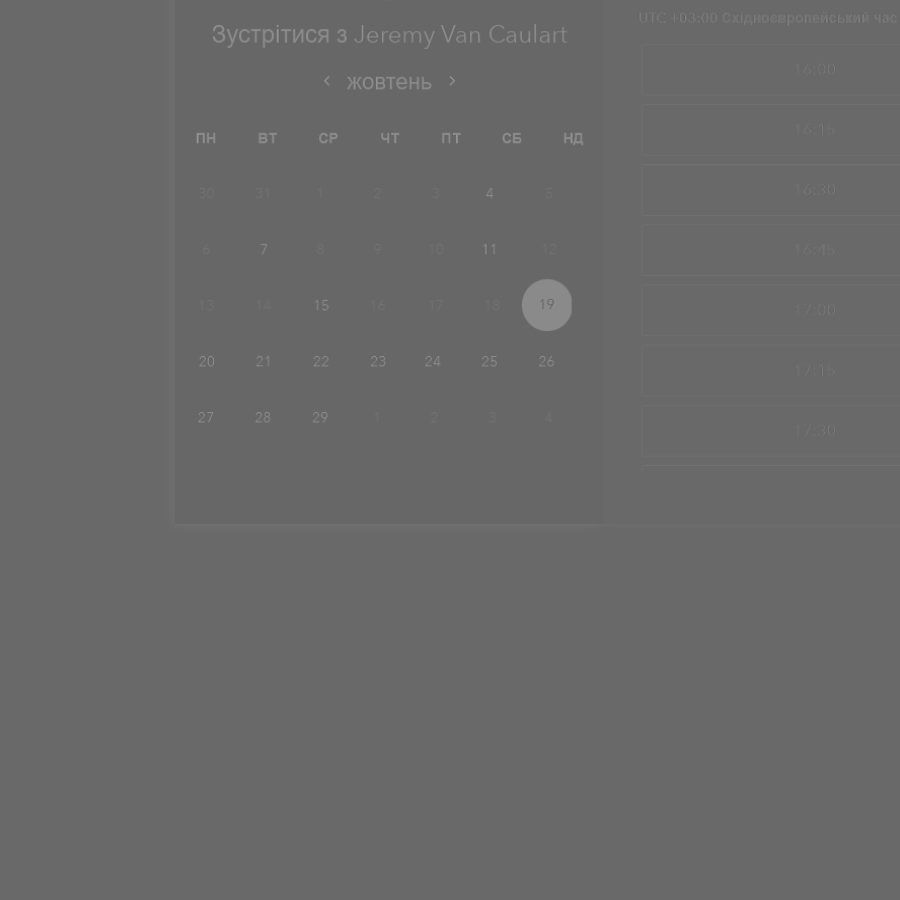 Зустрітися з Jeremy Van Caulart
‹ жовтень ›
ПН ВТ СР ЧТ ПТ СБ НД
30 31 1 2 3 4 5
6 7 8 9 10 11 12
13 14 15 16 17 18 19
20 21 22 23 24 25 26
27 28 29 1 2 3 4
UTC +03:00 Східноєвропейський час
16:00
16:15
16:30
16:45
17:00
17:15
17:30